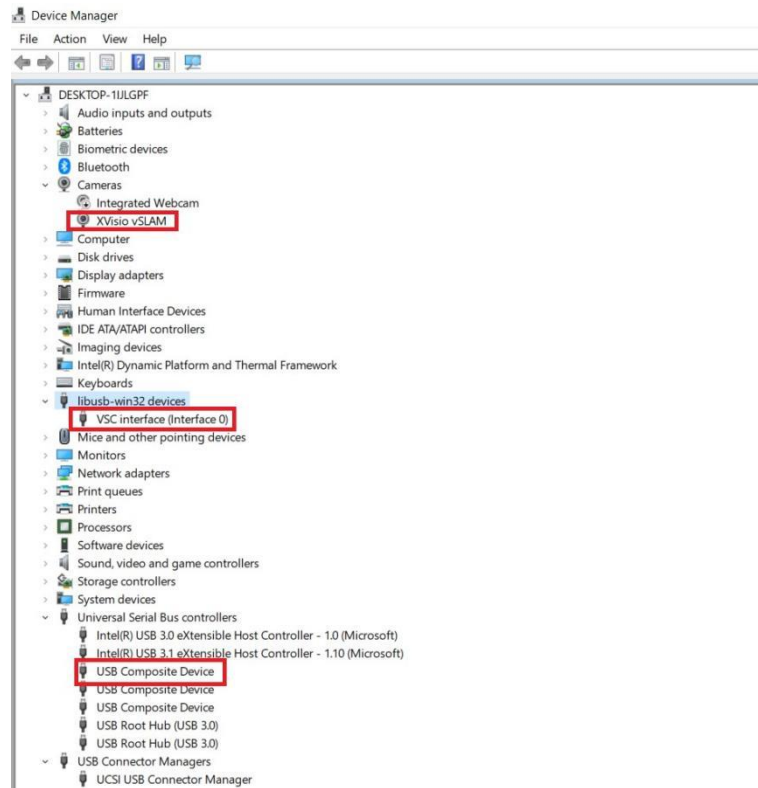 Device Manager
File Action View Help
DESKTOP-1IJLGPF
Audio inputs and outputs
Batteries
Biometric devices
Bluetooth
Cameras
Integrated Webcam
XVisio vSLAM
Computer
Disk drives
Display adapters
Firmware
Human Interface Devices
IDE ATA/ATAPI controllers
Imaging devices
Intel(R) Dynamic Platform and Thermal Framework
Keyboards
libusb-win32 devices
VSC interface (Interface 0)
Mice and other pointing devices
Monitors
Network adapters
Print queues
Printers
Processors
Software devices
Sound, video and game controllers
Storage controllers
System devices
Universal Serial Bus controllers
Intel(R) USB 3.0 eXtensible Host Controller - 1.0 (Microsoft)
Intel(R) USB 3.1 eXtensible Host Controller - 1.10 (Microsoft)
USB Composite Device
USB Composite Device
USB Composite Device
USB Root Hub (USB 3.0)
USB Root Hub (USB 3.0)
USB Connector Managers
UCSI USB Connector Manager